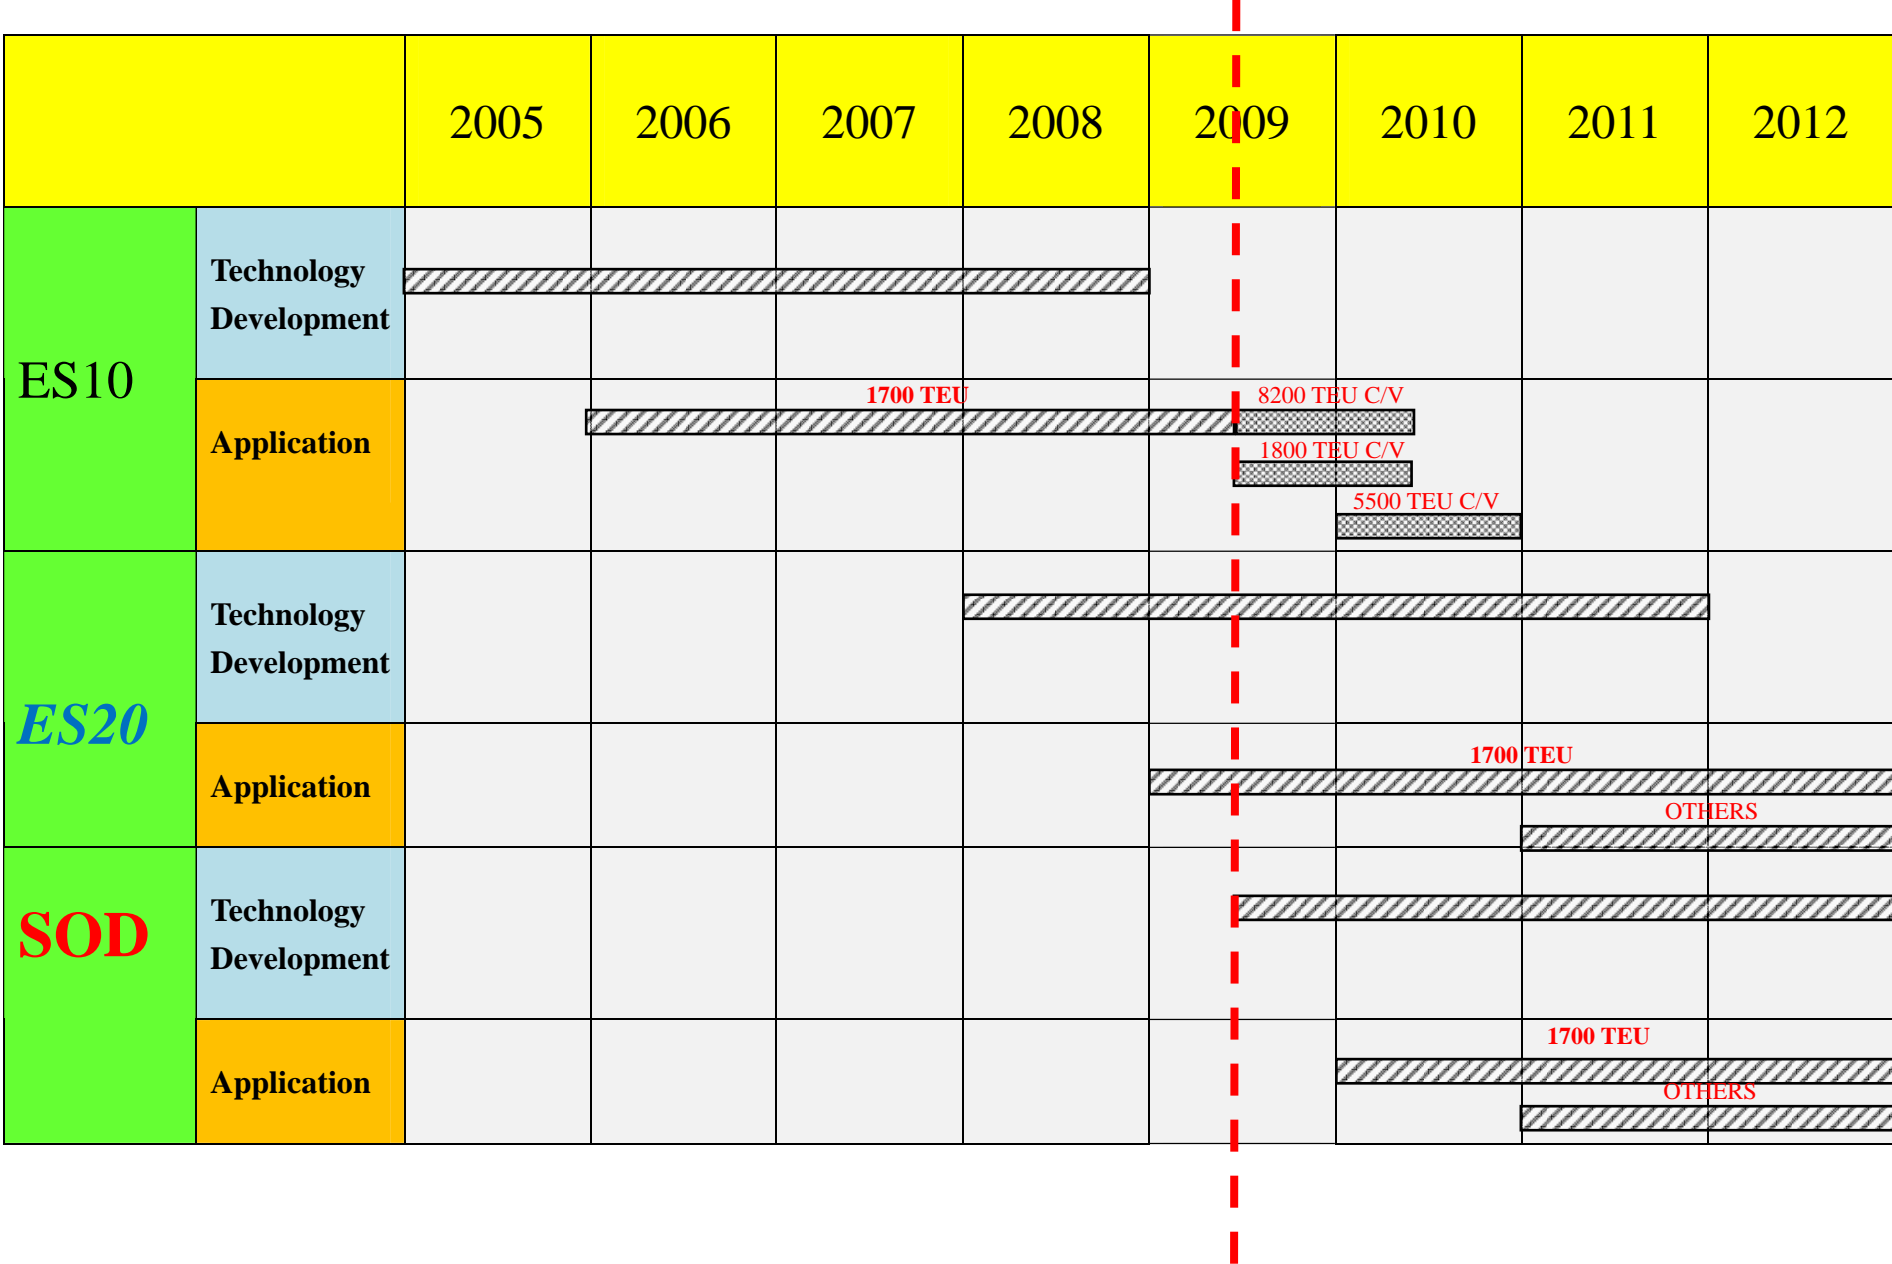 2005 2006 2007 2008 2009 2010 2011 2012
ES10
Technology
Development
Application
1700 TEU
8200 TEU C/V
1800 TEU C/V
5500 TEU C/V
ES20
Technology
Development
Application
1700 TEU
OTHERS
SOD
Technology
Development
Application
1700 TEU
OTHERS